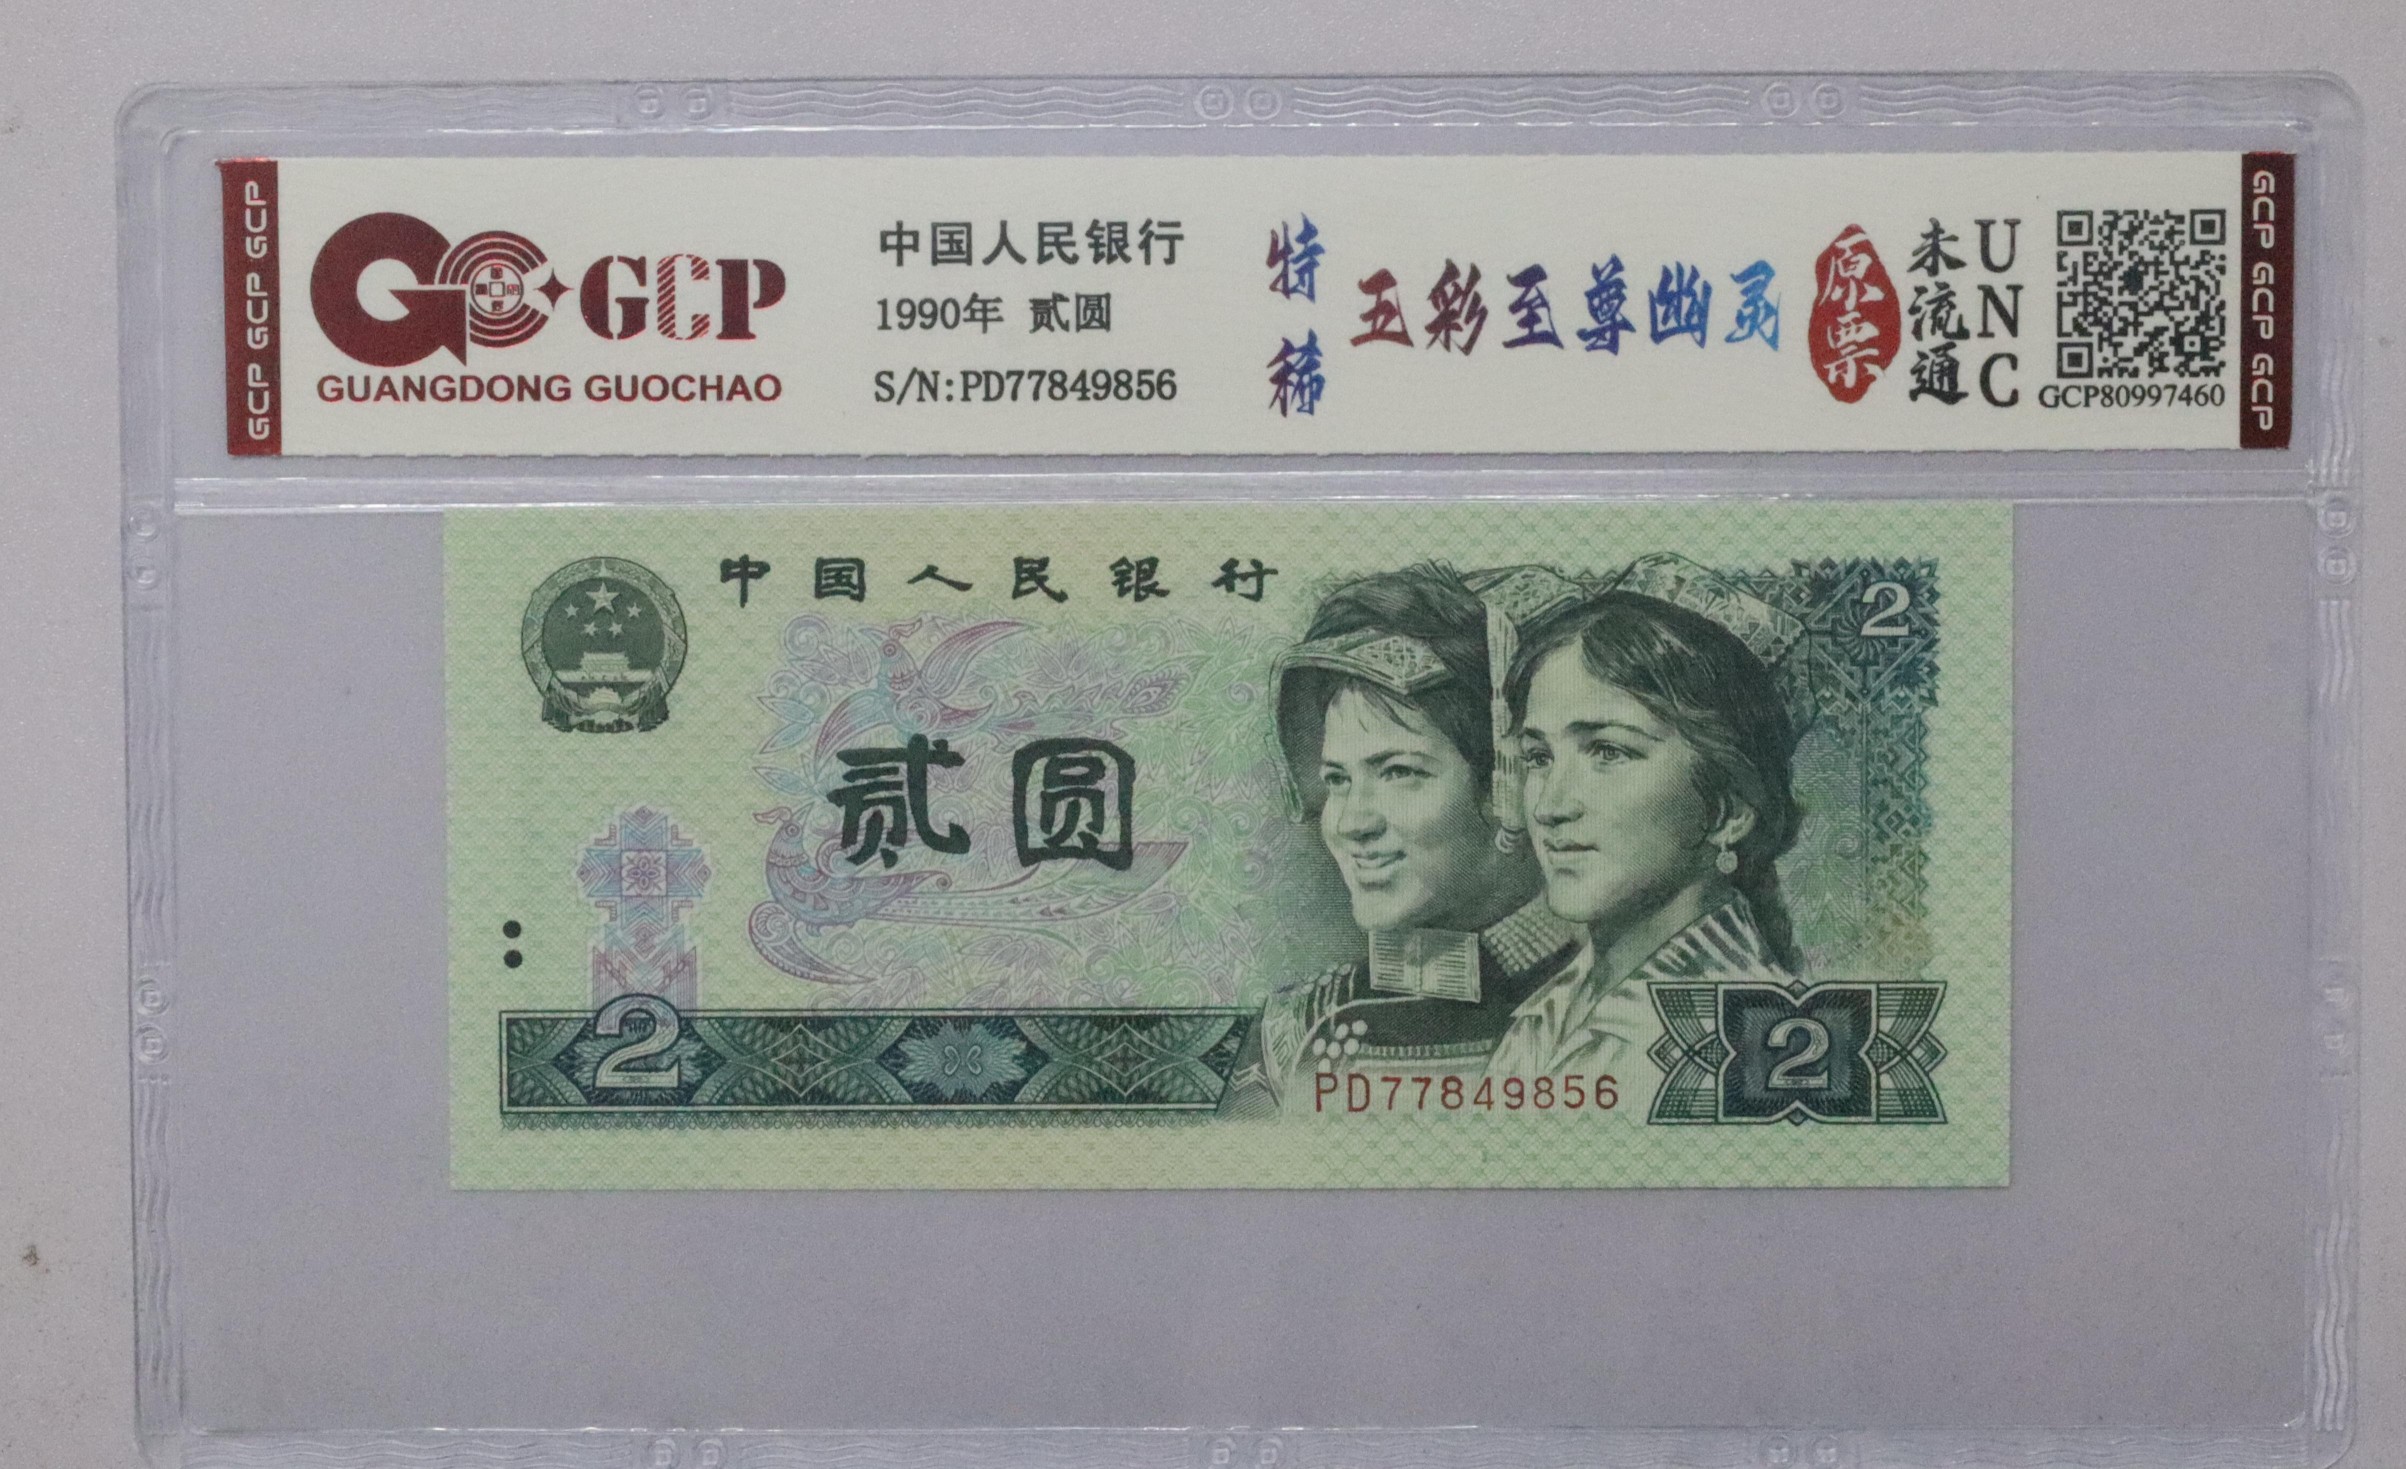 GCP GCP GCP
GCP
GUANGDONG GUOCHAO
中国人民银行
1990年 贰圆
S/N:PD77849856
特稀
五彩至尊幽灵
原票
未流通
UNC
GCP80997460
GCP GCP GCP
中国人民银行
2
贰圆
2
PD77849856
2